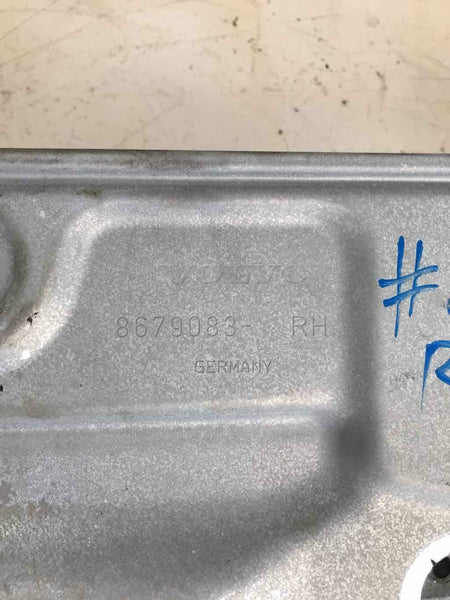 VOLVO
8679083- RH
GERMANY
#
R